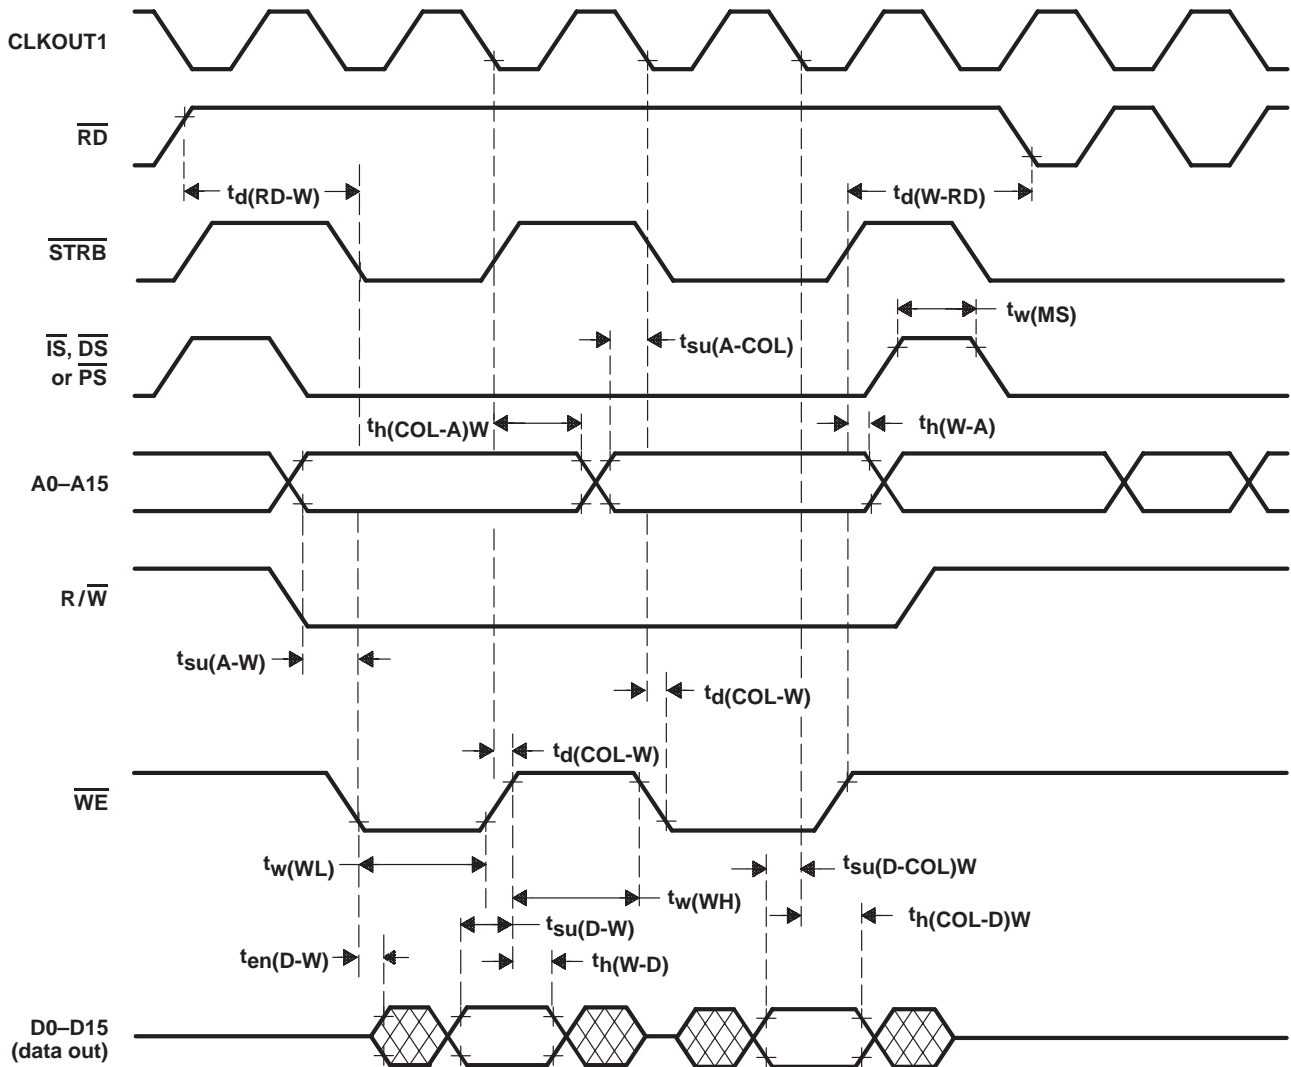 CLKOUT1
RD
td(RD-W)
td(W-RD)
STRB
tw(MS)
IS, DS
or PS
tsu(A-COL)
th(COL-A)W
th(W-A)
A0–A15
R/W
tsu(A-W)
td(COL-W)
td(COL-W)
WE
tw(WL)
tsu(D-COL)W
tw(WH)
th(COL-D)W
tsu(D-W)
ten(D-W)
th(W-D)
D0–D15
(data out)